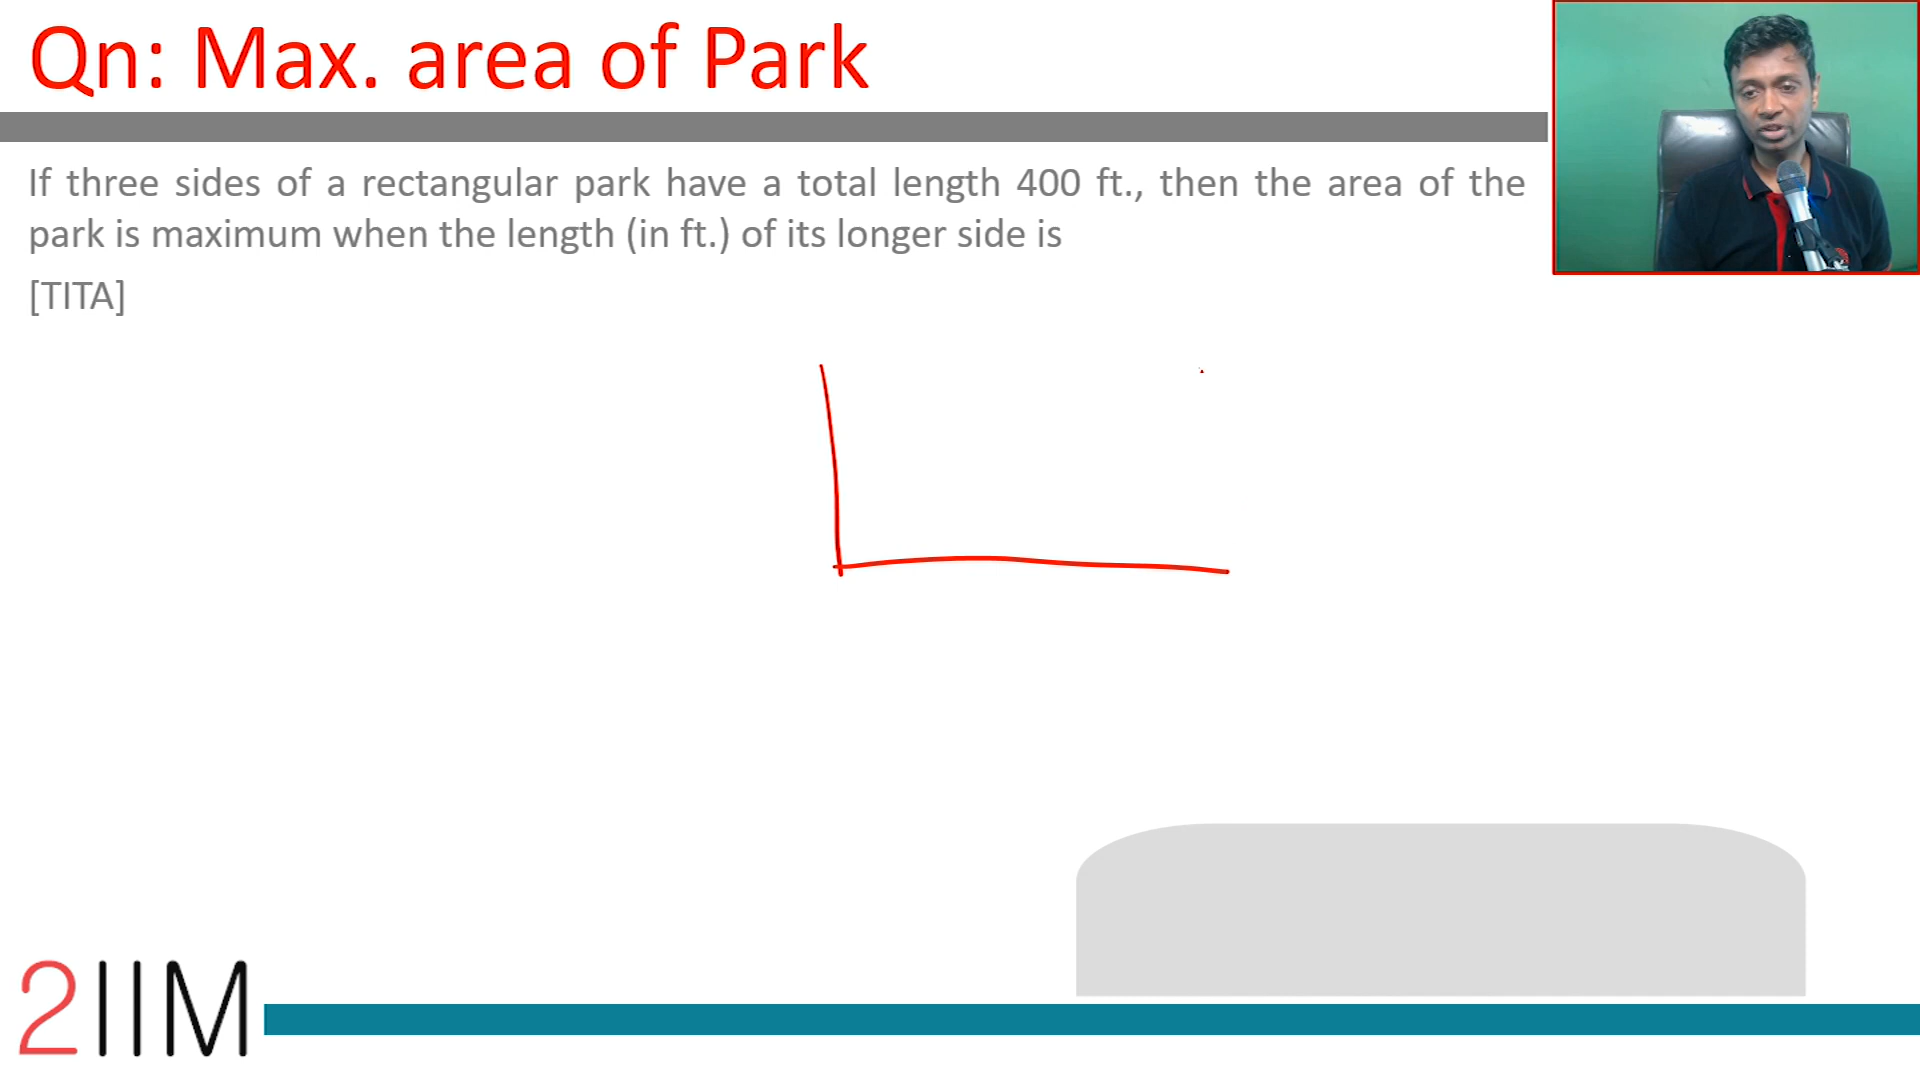 Qn: Max. area of Park
If three sides of a rectangular park have a total length 400 ft., then the area of the
park is maximum when the length (in ft.) of its longer side is
[TITA]
2IIM